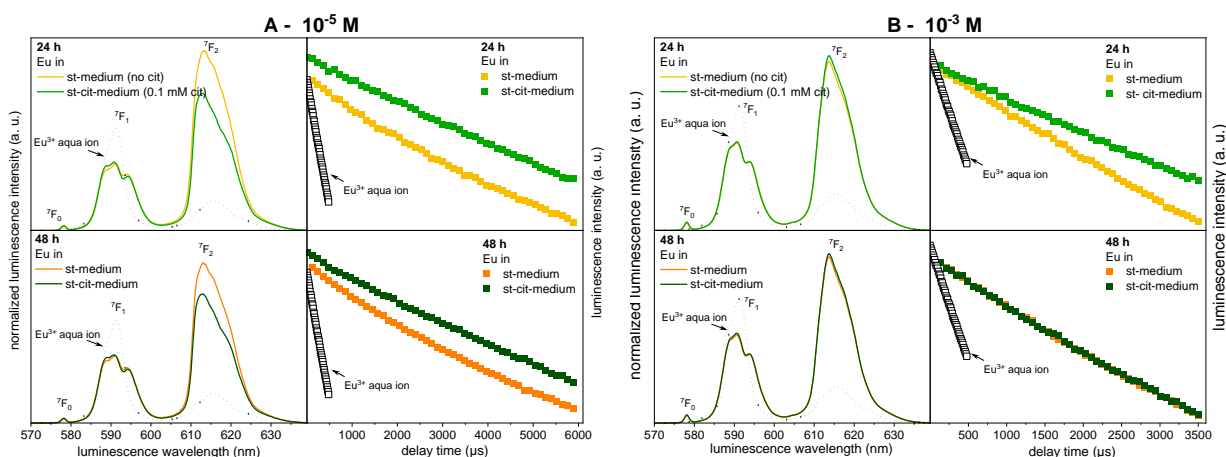 A - 10⁻⁵ M
24 h
Eu in
st-medium (no cit)
st-cit-medium (0.1 mM cit)
⁷F₂
⁷F₁
Eu³⁺ aqua ion
⁷F₀
24 h
Eu in
st-medium
st-cit-medium
Eu³⁺ aqua ion
48 h
Eu in
st-medium
st-cit-medium
⁷F₂
⁷F₁
Eu³⁺ aqua ion
⁷F₀
48 h
Eu in
st-medium
st-cit-medium
Eu³⁺ aqua ion
normalized luminescence intensity (a. u.)
luminescence intensity (a. u.)
570 580 590 600 610 620 630
1000 2000 3000 4000 5000 6000
luminescence wavelength (nm)
delay time (µs)
B - 10⁻³ M
24 h
Eu in
st-medium (no cit)
st-cit-medium (0.1 mM cit)
⁷F₂
⁷F₁
Eu³⁺ aqua ion
⁷F₀
24 h
Eu in
st-medium
st- cit-medium
Eu³⁺ aqua ion
48 h
Eu in
st-medium
st-cit-medium
⁷F₂
⁷F₁
Eu³⁺ aqua ion
⁷F₀
48 h
Eu in
st-medium
st-cit-medium
Eu³⁺ aqua ion
normalized luminescence intensity (a. u.)
luminescence intensity (a. u.)
570 580 590 600 610 620 630
500 1000 1500 2000 2500 3000 3500
luminescence wavelength (nm)
delay time (µs)